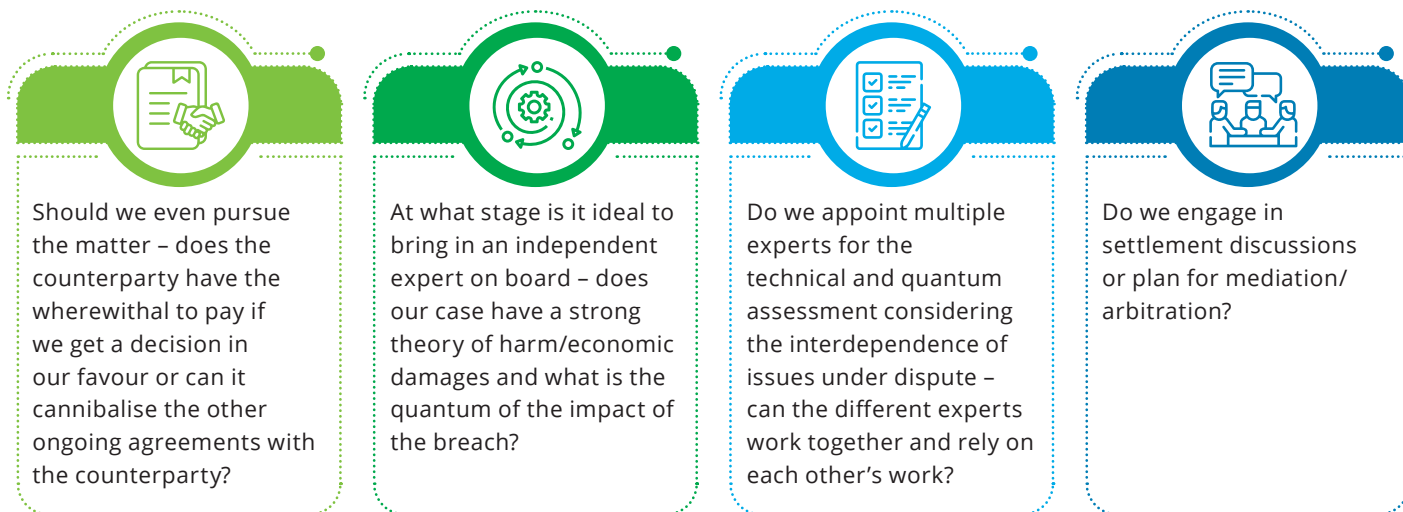 Should we even pursue
the matter – does the
counterparty have the
wherewithal to pay if
we get a decision in
our favour or can it
cannibalise the other
ongoing agreements with
the counterparty?
At what stage is it ideal to
bring in an independent
expert on board – does
our case have a strong
theory of harm/economic
damages and what is the
quantum of the impact of
the breach?
Do we appoint multiple
experts for the
technical and quantum
assessment considering
the interdependence of
issues under dispute –
can the different experts
work together and rely on
each other’s work?
Do we engage in
settlement discussions
or plan for mediation/
arbitration?